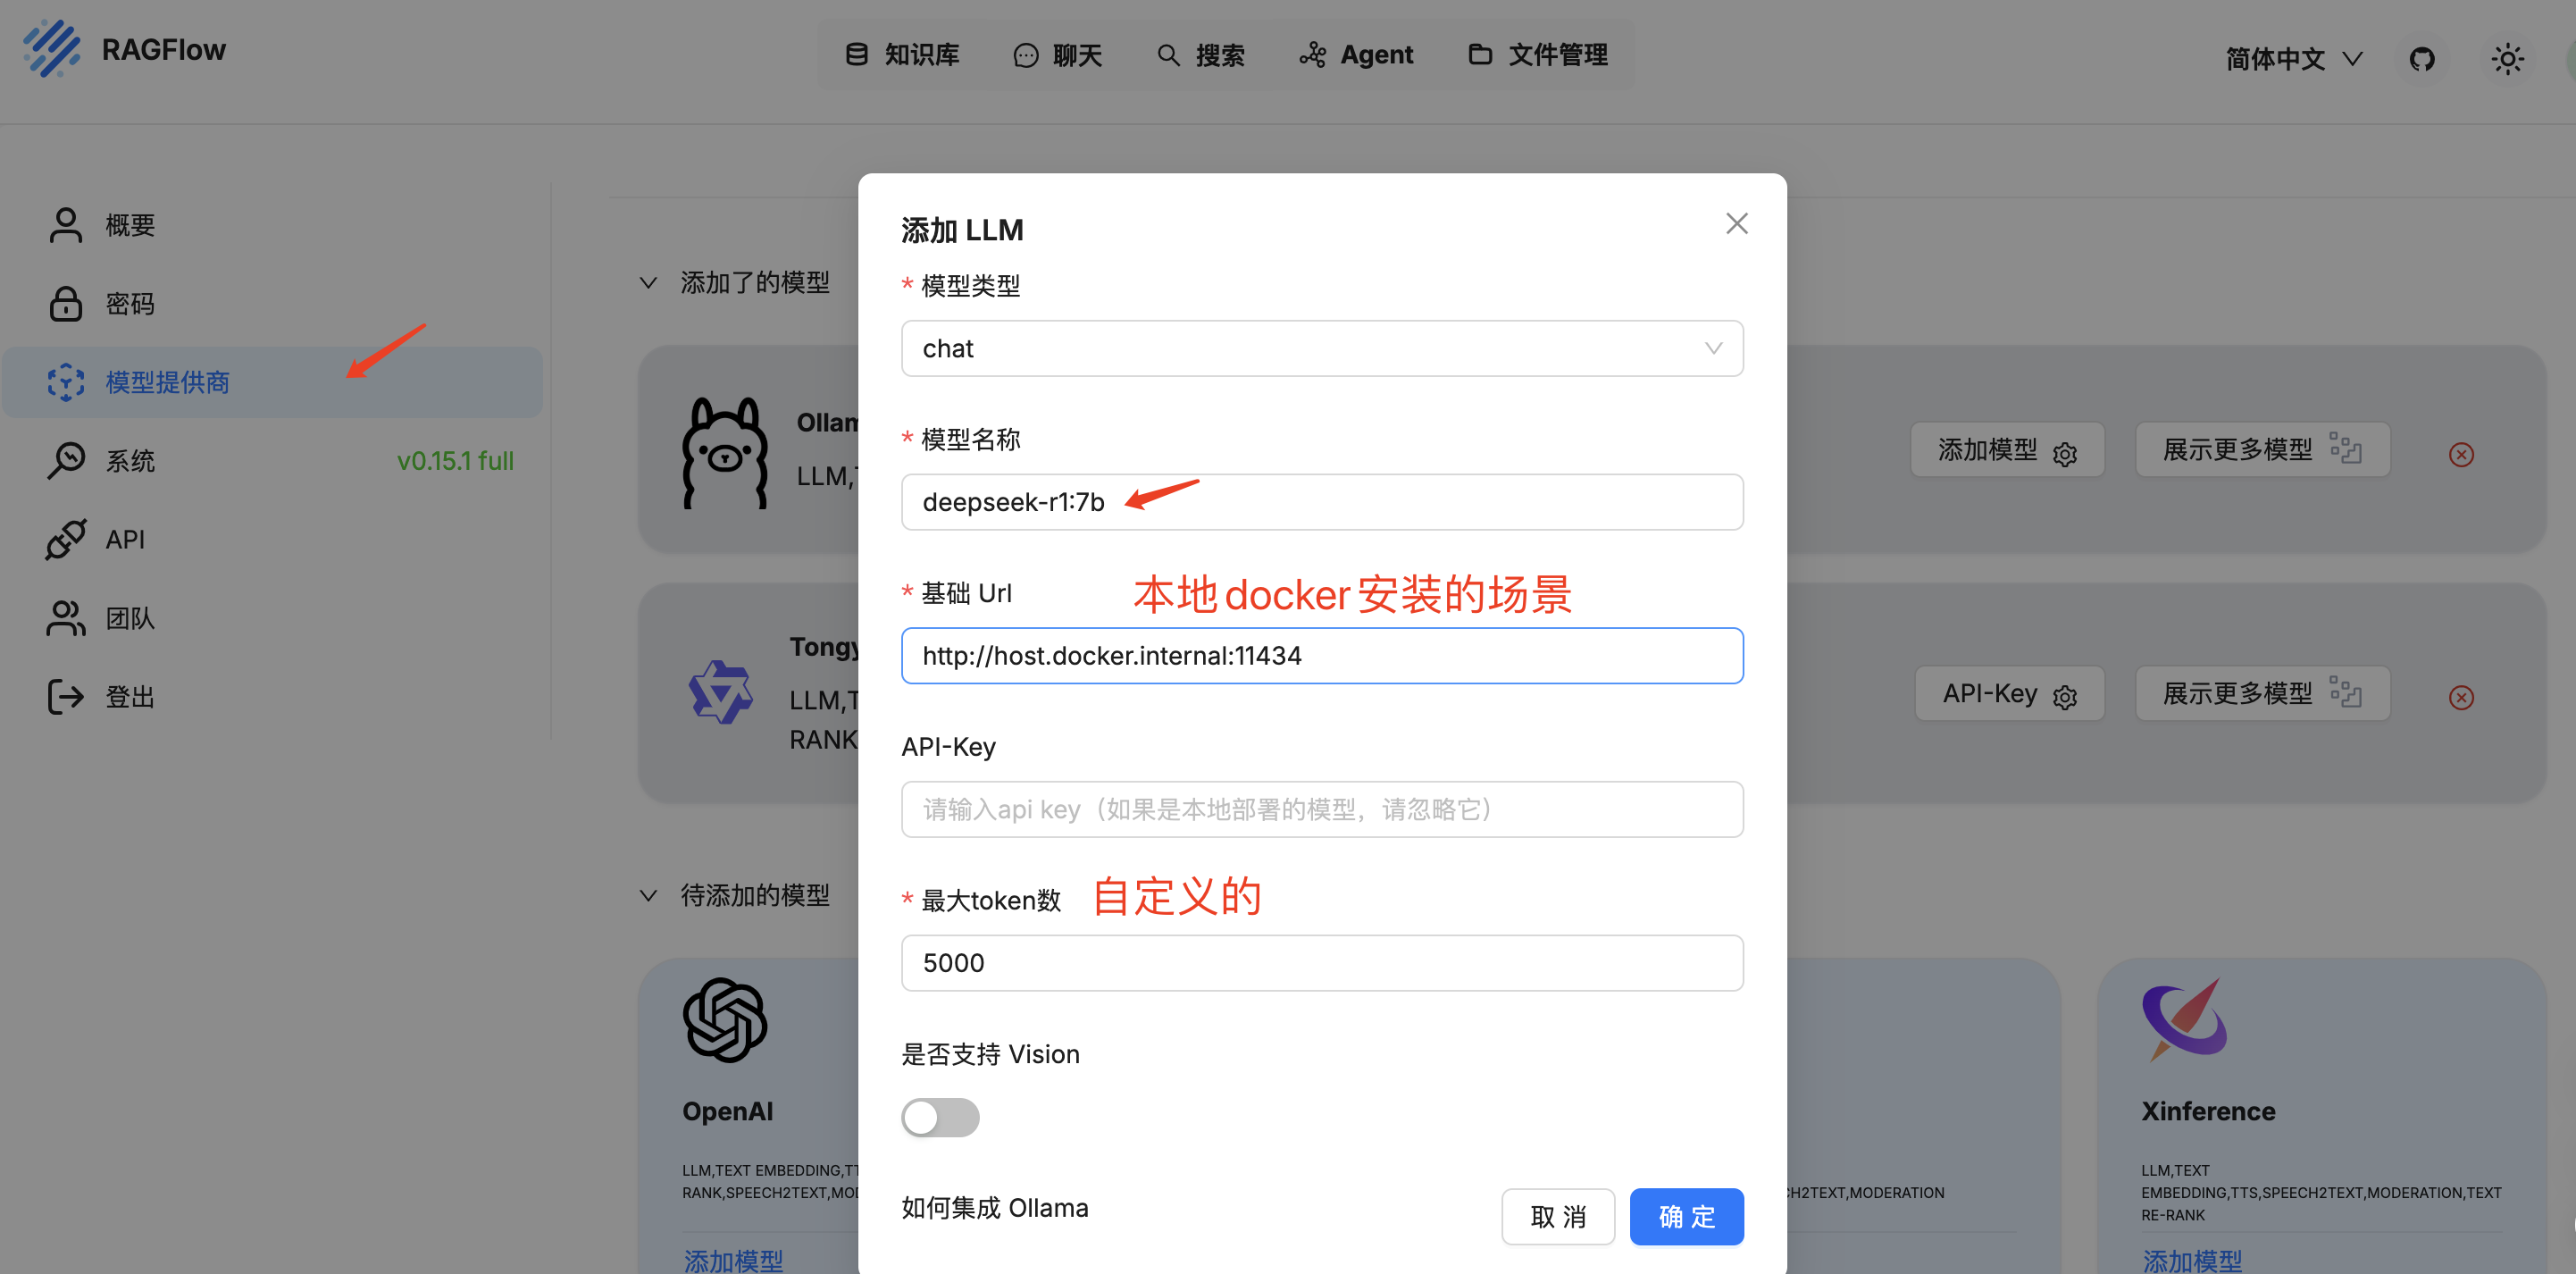 RAGFlow
知识库
聊天
搜索
Agent
文件管理
简体中文
概要
密码
模型提供商
系统
v0.15.1 full
API
团队
登出
添加了的模型
Ollam
LLM,T
添加模型
展示更多模型
Tongy
LLM,T
RANK
API-Key
展示更多模型
待添加的模型
OpenAI
LLM,TEXT EMBEDDING,TT
RANK,SPEECH2TEXT,MOD
添加模型
CH2TEXT,MODERATION
Xinference
LLM,TEXT
EMBEDDING,TTS,SPEECH2TEXT,MODERATION,TEXT
RE-RANK
添加模型
添加 LLM
* 模型类型
chat
* 模型名称
deepseek-r1:7b
* 基础 Url
本地docker安装的场景
http://host.docker.internal:11434
API-Key
请输入api key（如果是本地部署的模型，请忽略它）
* 最大token数
自定义的
5000
是否支持 Vision
如何集成 Ollama
取 消
确 定